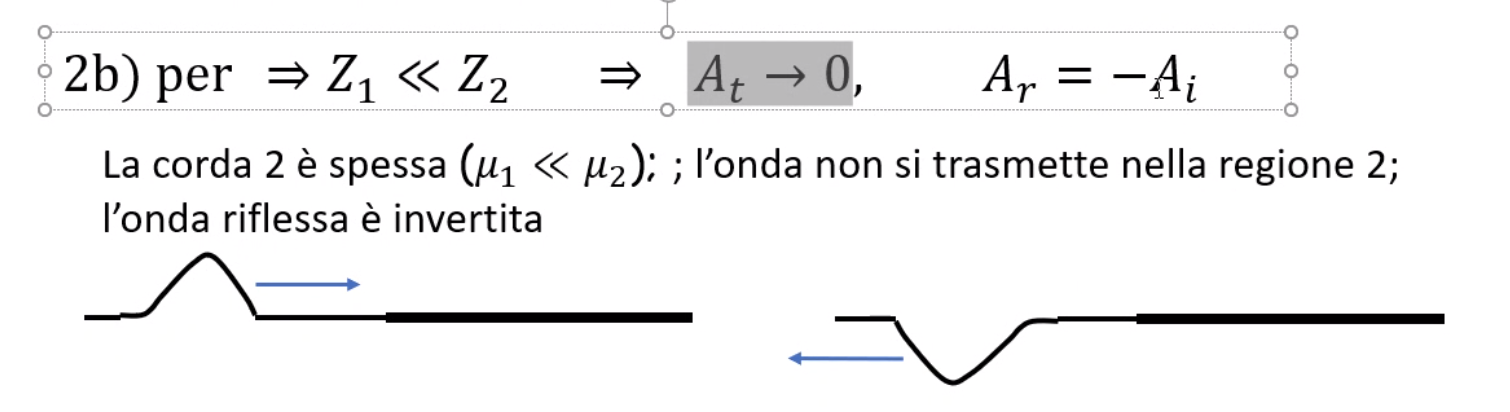 2b) per ⇒ Z₁ ≪ Z₂ ⇒ Aₜ → 0, Aᵣ = −Aᵢ
La corda 2 è spessa (μ₁ ≪ μ₂); ; l’onda non si trasmette nella regione 2;
l’onda riflessa è invertita